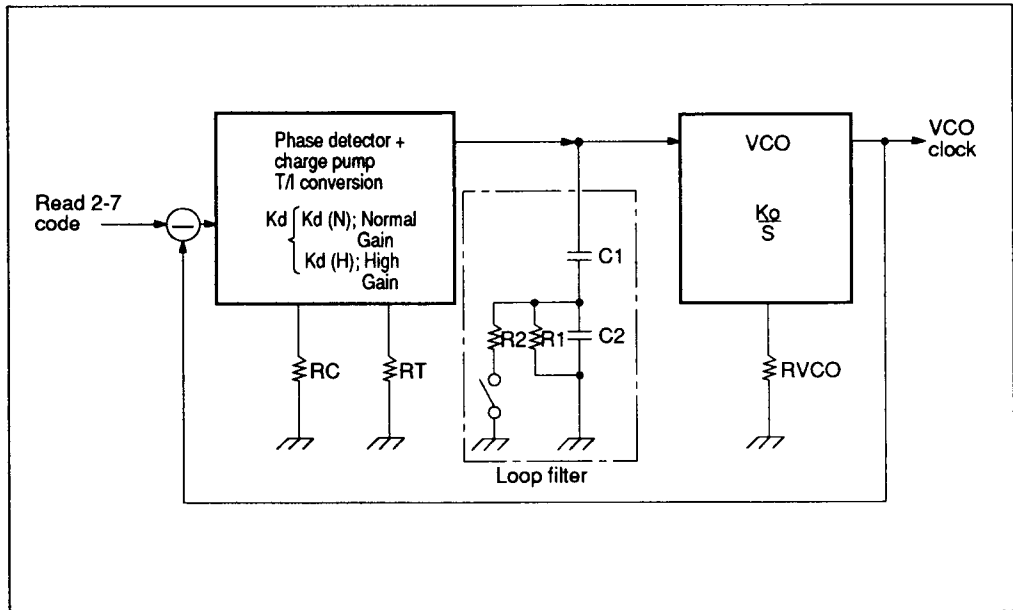 Phase detector +
charge pump
T/I conversion
Kd { Kd (N); Normal
Gain
Kd (H); High
Gain
Read 2-7
code
−
VCO
Ko
S
VCO
clock
C1
R2
R1
C2
RC
RT
RVCO
Loop filter